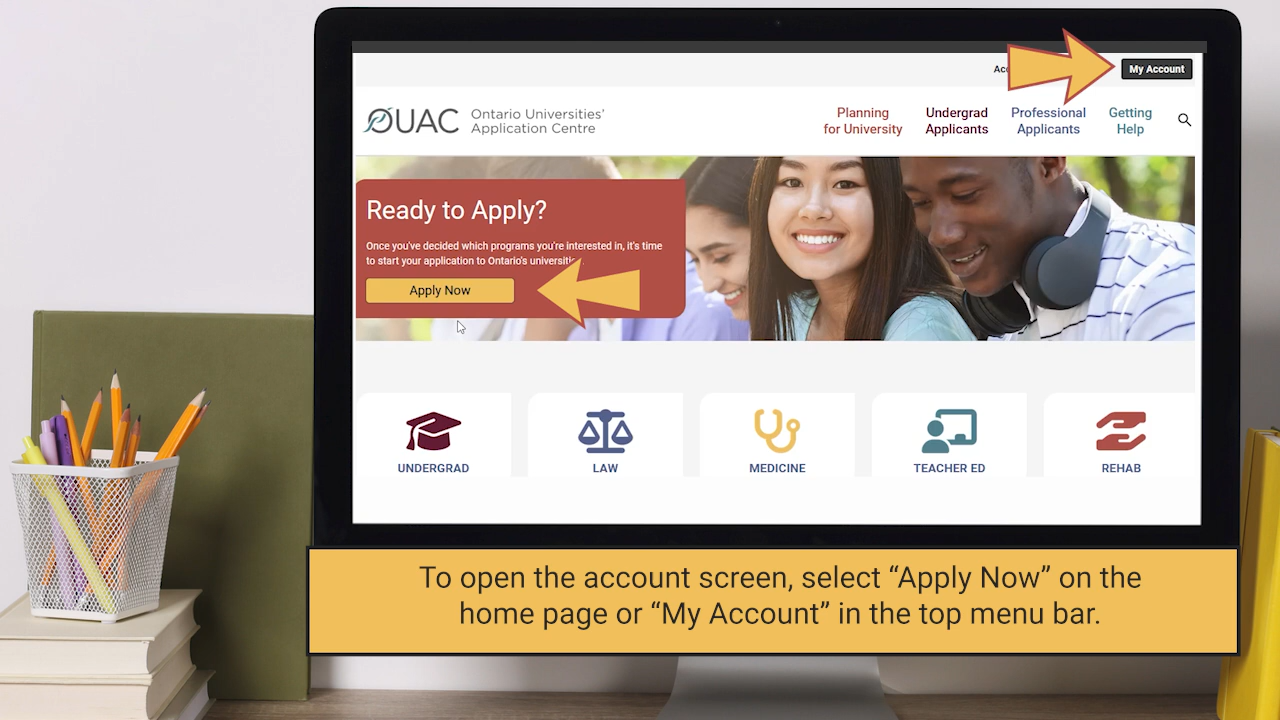 My Account
OUAC
Ontario Universities'
Application Centre
Planning
for University
Undergrad
Applicants
Professional
Applicants
Getting
Help
Ready to Apply?
Once you've decided which programs you're interested in, it's time
to start your application to Ontario's
Apply Now
UNDERGRAD
LAW
MEDICINE
TEACHER ED
REHAB
To open the account screen, select “Apply Now” on the
home page or “My Account” in the top menu bar.